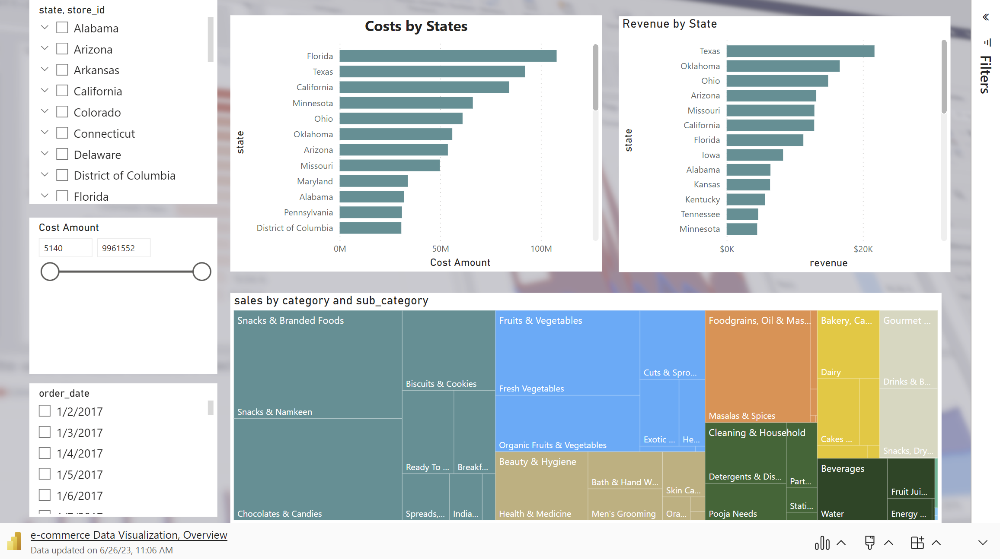 state, store_id
Alabama
Arizona
Arkansas
California
Colorado
Connecticut
Delaware
District of Columbia
Florida
Cost Amount
5140
9961552
order_date
1/2/2017
1/3/2017
1/4/2017
1/5/2017
1/6/2017
Costs by States
state
Florida
Texas
California
Minnesota
Ohio
Oklahoma
Arizona
Missouri
Maryland
Alabama
Pennsylvania
District of Columbia
0M
50M
100M
Cost Amount
Revenue by State
state
Texas
Oklahoma
Ohio
Arizona
Missouri
California
Florida
Iowa
Alabama
Kansas
Kentucky
Tennessee
Minnesota
$0K
$20K
revenue
Filters
sales by category and sub_category
Snacks & Branded Foods
Snacks & Namkeen
Chocolates & Candies
Biscuits & Cookies
Ready To ...
Breakf...
Spreads,...
India...
Fruits & Vegetables
Fresh Vegetables
Organic Fruits & Vegetables
Cuts & Spro...
Exotic ...
He...
Beauty & Hygiene
Health & Medicine
Bath & Hand W...
Men's Grooming
Skin Ca...
Ora...
Foodgrains, Oil & Mas...
Masalas & Spices
Cleaning & Household
Detergents & Dis...
Pooja Needs
Part...
Stati...
Bakery, Ca...
Dairy
Cakes ...
Gourmet ...
Drinks & B...
Snacks, Dry...
Beverages
Water
Fruit Jui...
Energy ...
e-commerce Data Visualization, Overview
Data updated on 6/26/23, 11:06 AM